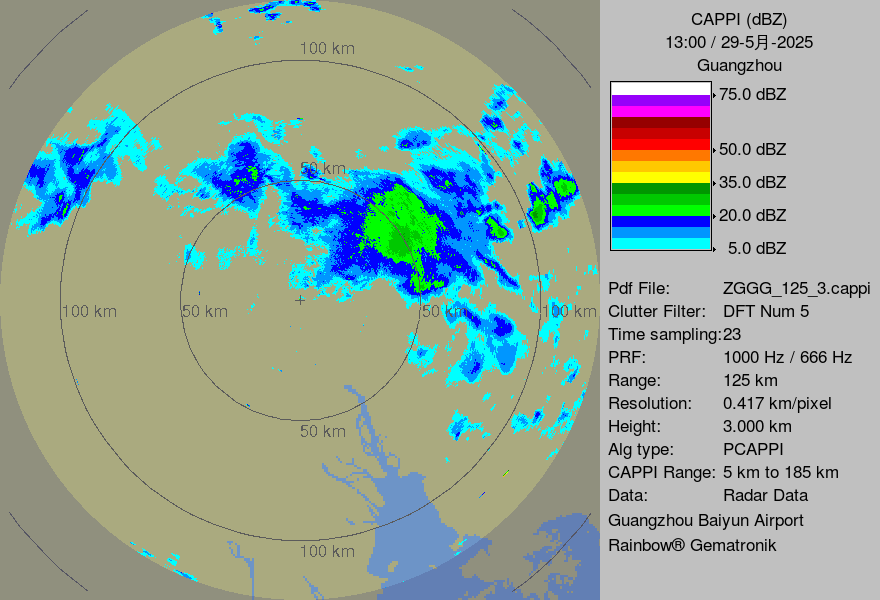 CAPPI (dBZ)
13:00 / 29-5月-2025
Guangzhou
75.0 dBZ
50.0 dBZ
35.0 dBZ
20.0 dBZ
5.0 dBZ
Pdf File: ZGGG_125_3.cappi
Clutter Filter: DFT Num 5
Time sampling:23
PRF: 1000 Hz / 666 Hz
Range: 125 km
Resolution: 0.417 km/pixel
Height: 3.000 km
Alg type: PCAPPI
CAPPI Range: 5 km to 185 km
Data: Radar Data
Guangzhou Baiyun Airport
Rainbow® Gematronik
100 km
50 km
100 km 50 km 50 km 100 km
50 km
100 km